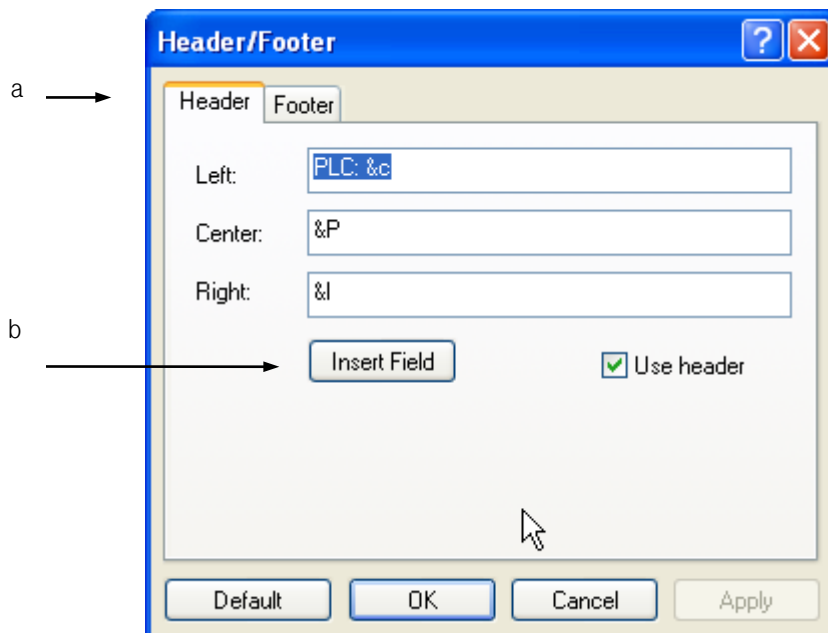 Header/Footer
a
Header Footer
Left: PLC: &c
Center: &P
Right: &I
b
Insert Field Use header
Default OK Cancel Apply